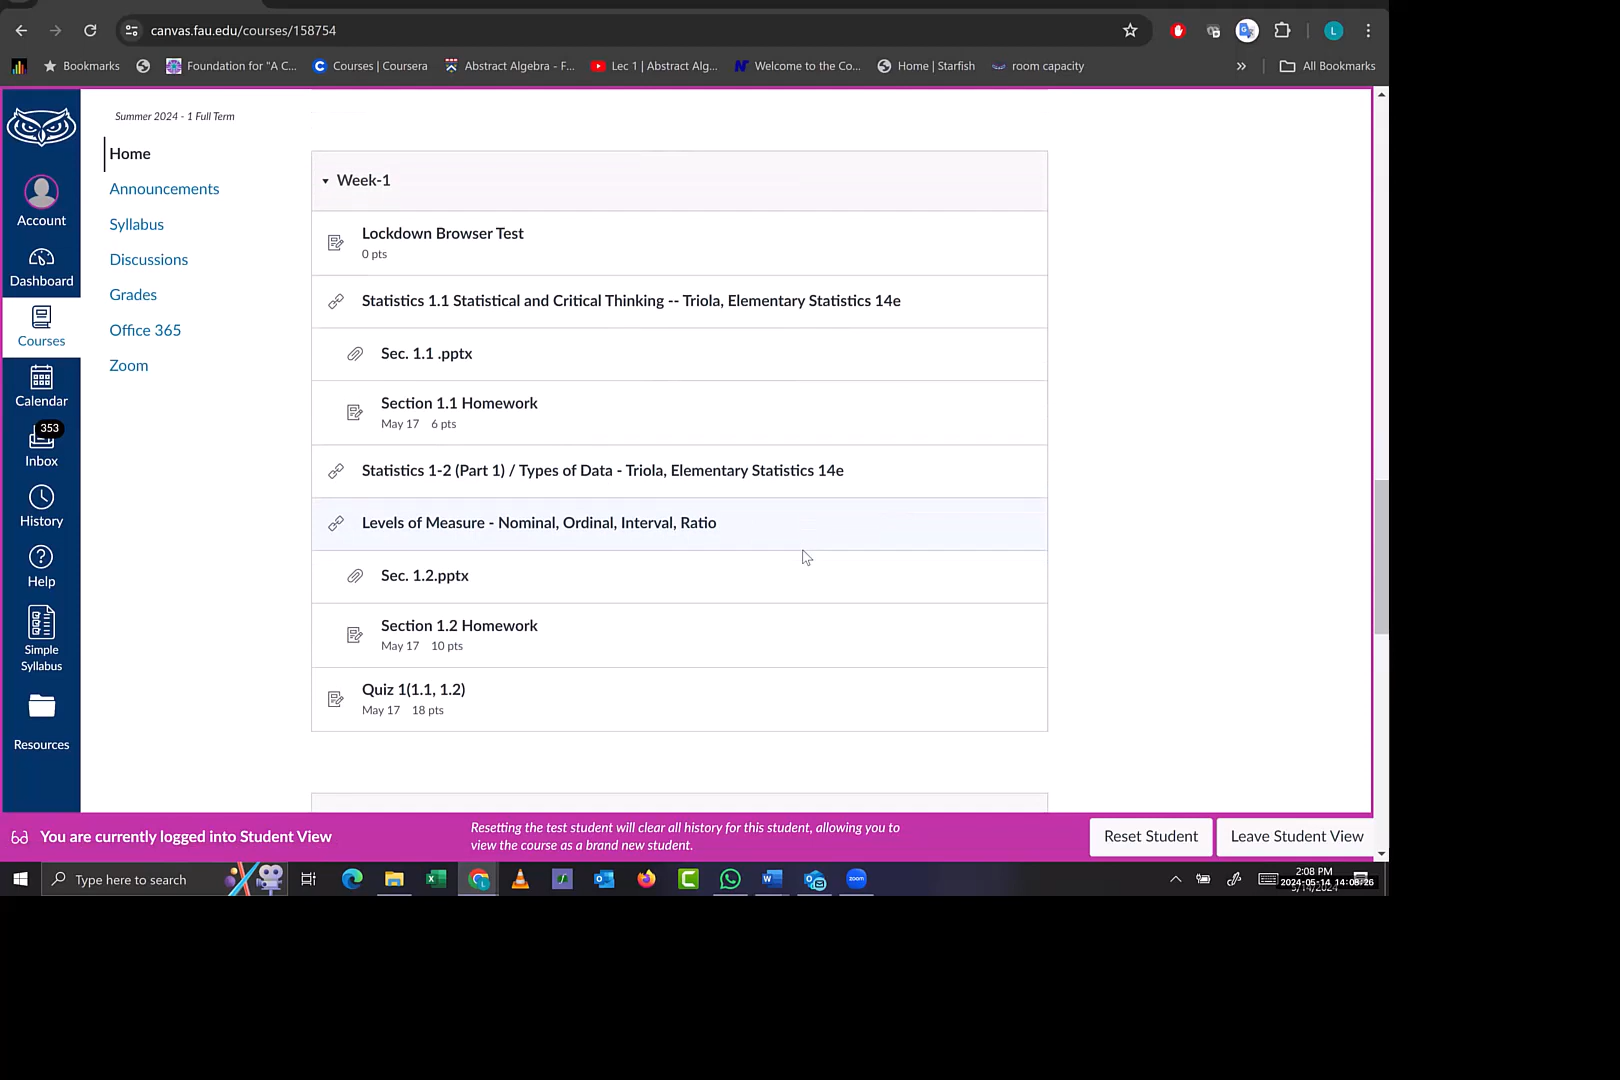 canvas.fau.edu/courses/158754
Bookmarks
Foundation for "A C...
Courses | Coursera
Abstract Algebra - F...
Lec 1 | Abstract Alg...
Welcome to the Co...
Home | Starfish
room capacity
»
All Bookmarks
Account
Dashboard
Courses
Calendar
353
Inbox
History
Help
Simple
Syllabus
Resources
Summer 2024 - 1 Full Term
Home
Announcements
Syllabus
Discussions
Grades
Office 365
Zoom
Week-1
Lockdown Browser Test
0 pts
Statistics 1.1 Statistical and Critical Thinking -- Triola, Elementary Statistics 14e
Sec. 1.1 .pptx
Section 1.1 Homework
May 17 6 pts
Statistics 1-2 (Part 1) / Types of Data - Triola, Elementary Statistics 14e
Levels of Measure - Nominal, Ordinal, Interval, Ratio
Sec. 1.2.pptx
Section 1.2 Homework
May 17 10 pts
Quiz 1(1.1, 1.2)
May 17 18 pts
You are currently logged into Student View
Resetting the test student will clear all history for this student, allowing you to
view the course as a brand new student.
Reset Student
Leave Student View
Type here to search
zoom
2:08 PM
2024-05-14 14:08:26